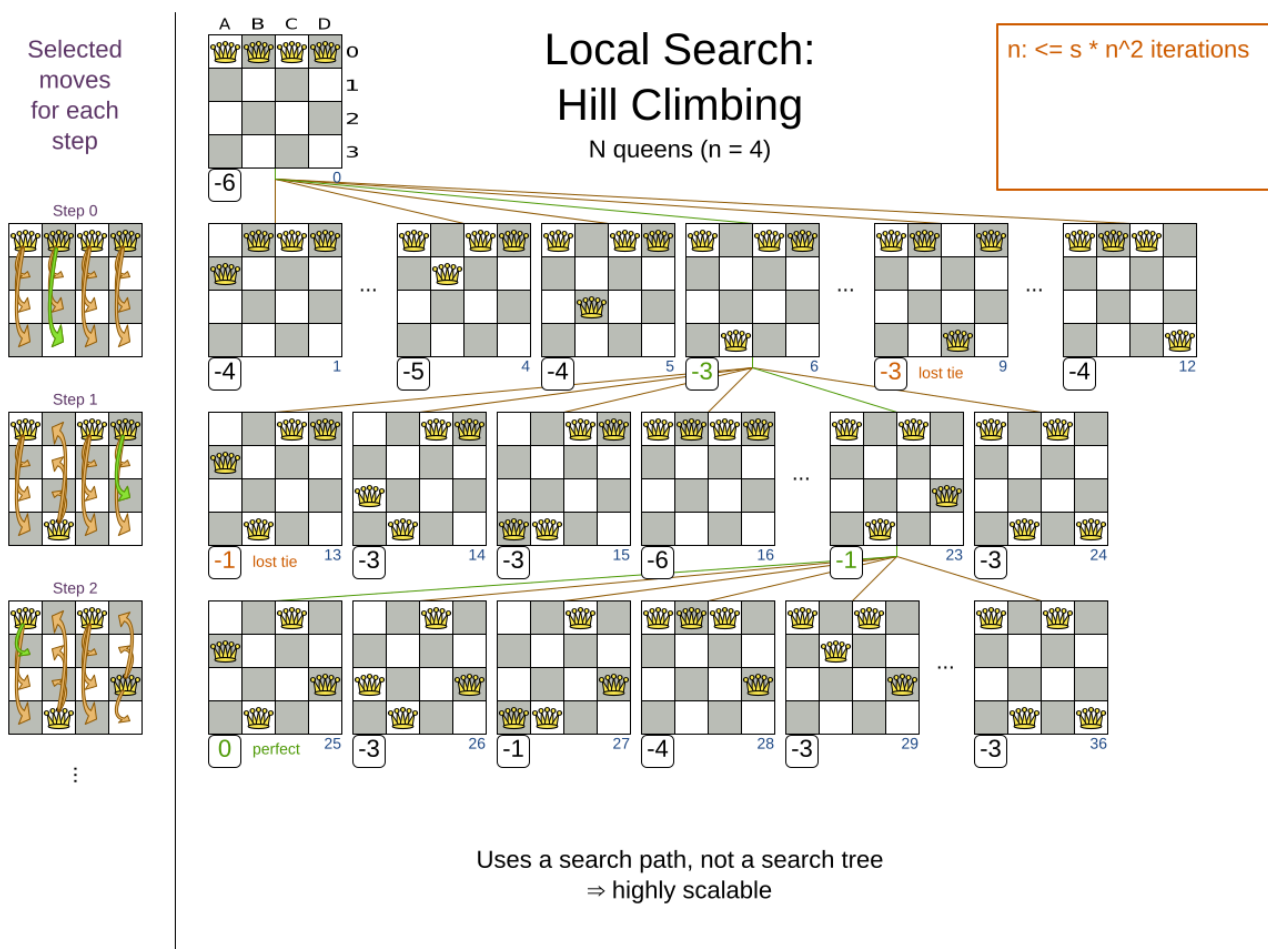 Selected
moves
for each
step
A B C D
0
1
2
3
Local Search:
Hill Climbing
N queens (n = 4)
n: <= s * n^2 iterations
-6
0
Step 0
...
...
...
-4
1
-5
4
-4
5
-3
6
-3
lost tie
9
-4
12
Step 1
...
-1
lost tie
13
-3
14
-3
15
-6
16
-1
23
-3
24
Step 2
...
0
perfect
25
-3
26
-1
27
-4
28
-3
29
-3
36
⋮
Uses a search path, not a search tree
⇒ highly scalable